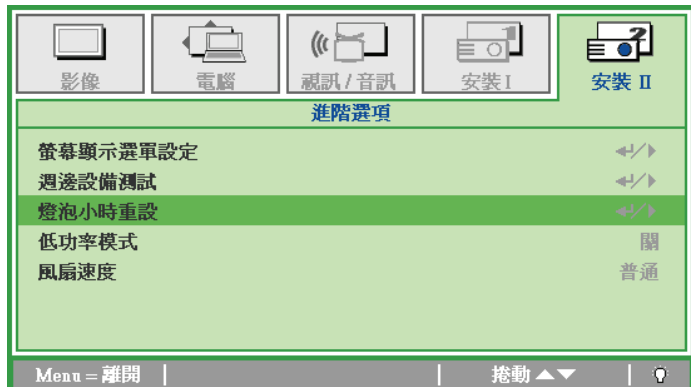 影像
電腦
視訊 / 音訊
安裝 I
安裝 II
進階選項
螢幕顯示選單設定
週邊設備測試
燈泡小時重設
低功率模式 關
風扇速度 普通
Menu = 離開 捲動▲▼